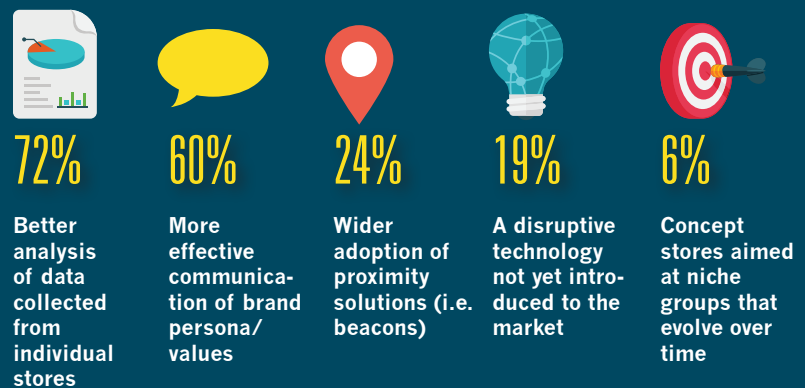 72%
Better
analysis
of data
collected
from
individual
stores
60%
More
effective
communica-
tion of brand
persona/
values
24%
Wider
adoption of
proximity
solutions (i.e.
beacons)
19%
A disruptive
technology
not yet intro-
duced to the
market
6%
Concept
stores aimed
at niche
groups that
evolve over
time